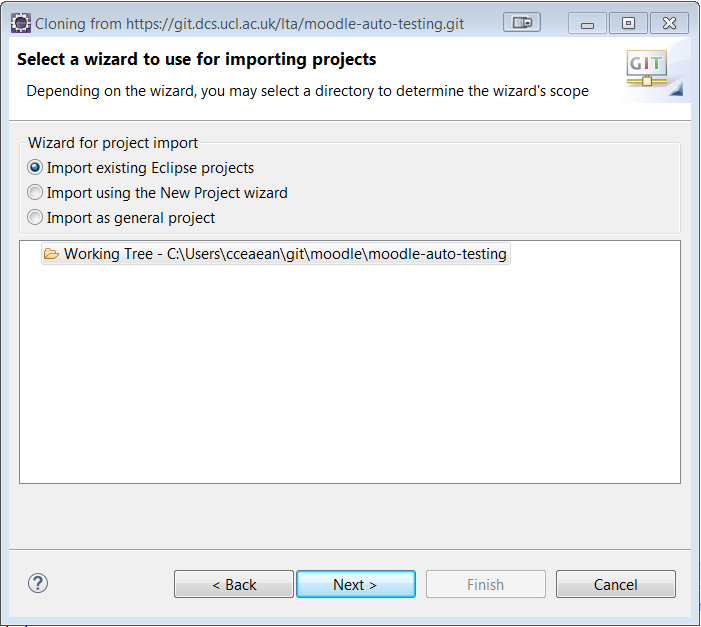 Cloning from https://git.dcs.ucl.ac.uk/lta/moodle-auto-testing.git
Select a wizard to use for importing projects
Depending on the wizard, you may select a directory to determine the wizard's scope
GIT
Wizard for project import
Import existing Eclipse projects
Import using the New Project wizard
Import as general project
Working Tree - C:\Users\cceaean\git\moodle\moodle-auto-testing
?
< Back
Next >
Finish
Cancel